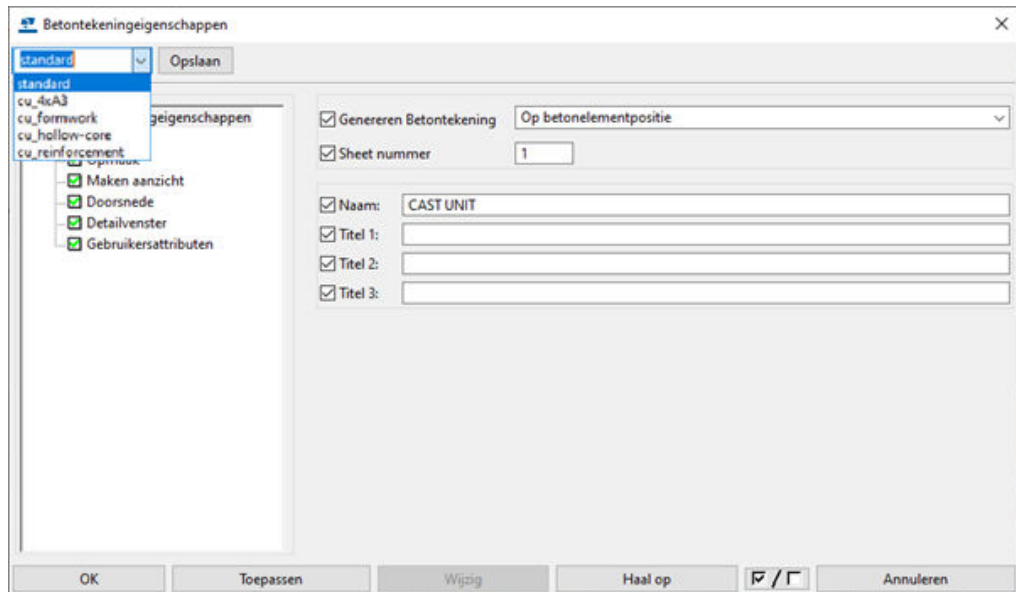 Betontekeningeigenschappen
standard Opslaan
standard
cu_4xA3
cu_formwork
cu_hollow-core
cu_reinforcement
geigenschappen
Opmaak
Maken aanzicht
Doorsnede
Detailvenster
Gebruikersattributen
Genereren Betontekening Op betonelementpositie
Sheet nummer 1
Naam: CAST UNIT
Titel 1:
Titel 2:
Titel 3:
OK Toepassen Wijzig Haal op / Annuleren